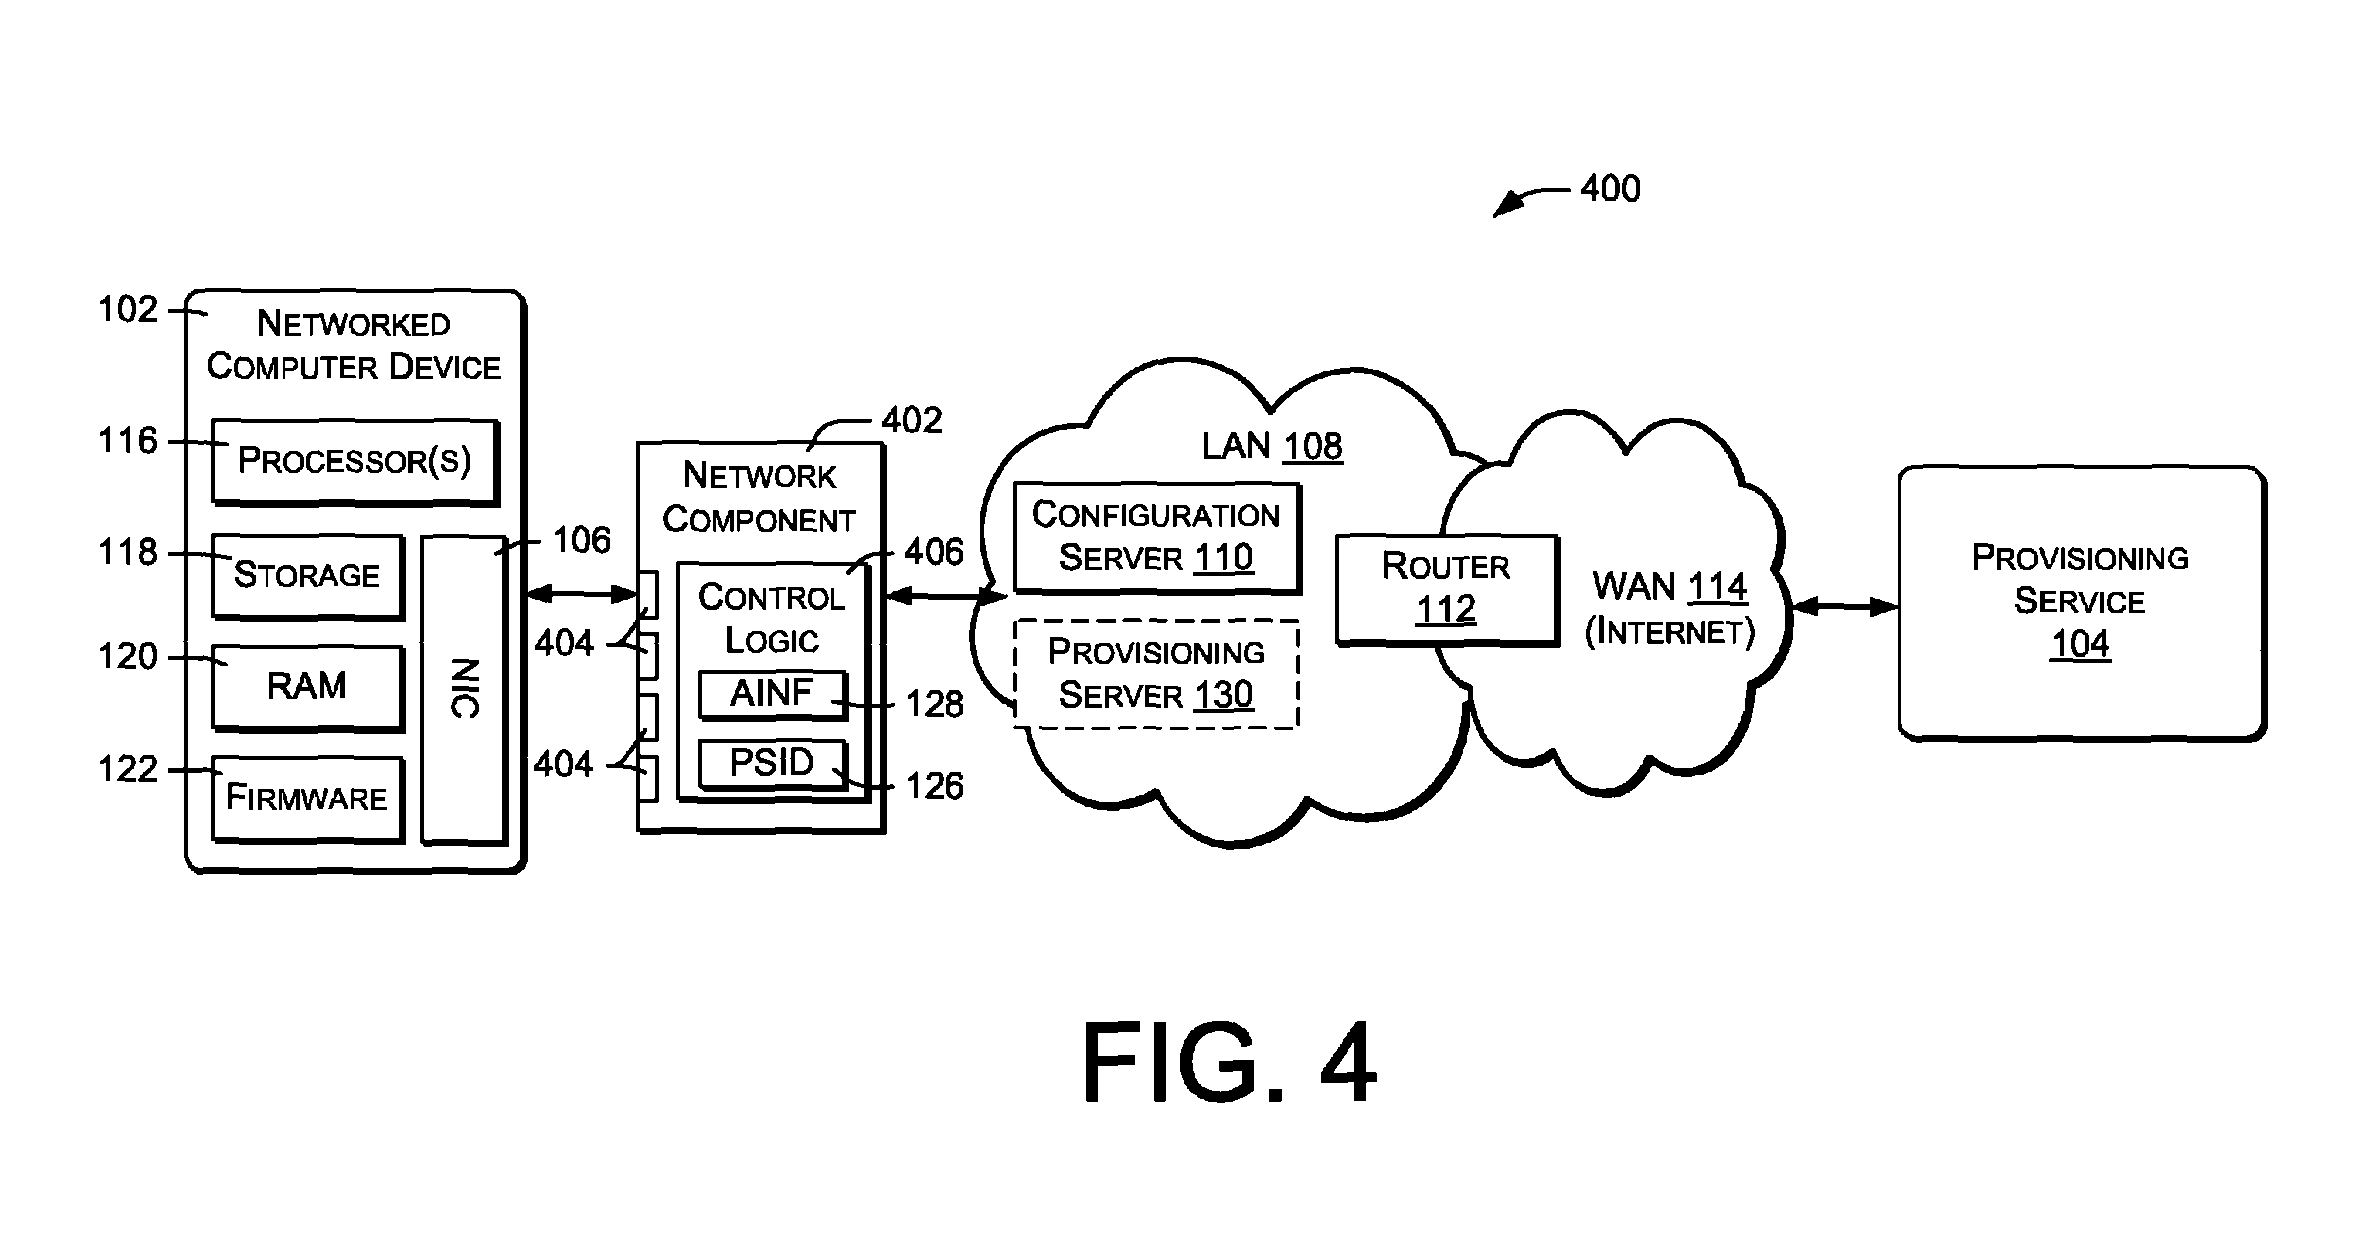 400
102
NETWORKED
COMPUTER DEVICE
116
PROCESSOR(S)
118
STORAGE
120
RAM
122
FIRMWARE
106
NIC
402
NETWORK
COMPONENT
404
404
406
CONTROL
LOGIC
AINF
128
PSID
126
LAN 108
CONFIGURATION
SERVER 110
PROVISIONING
SERVER 130
ROUTER
112
WAN 114
(INTERNET)
PROVISIONING
SERVICE
104
FIG. 4